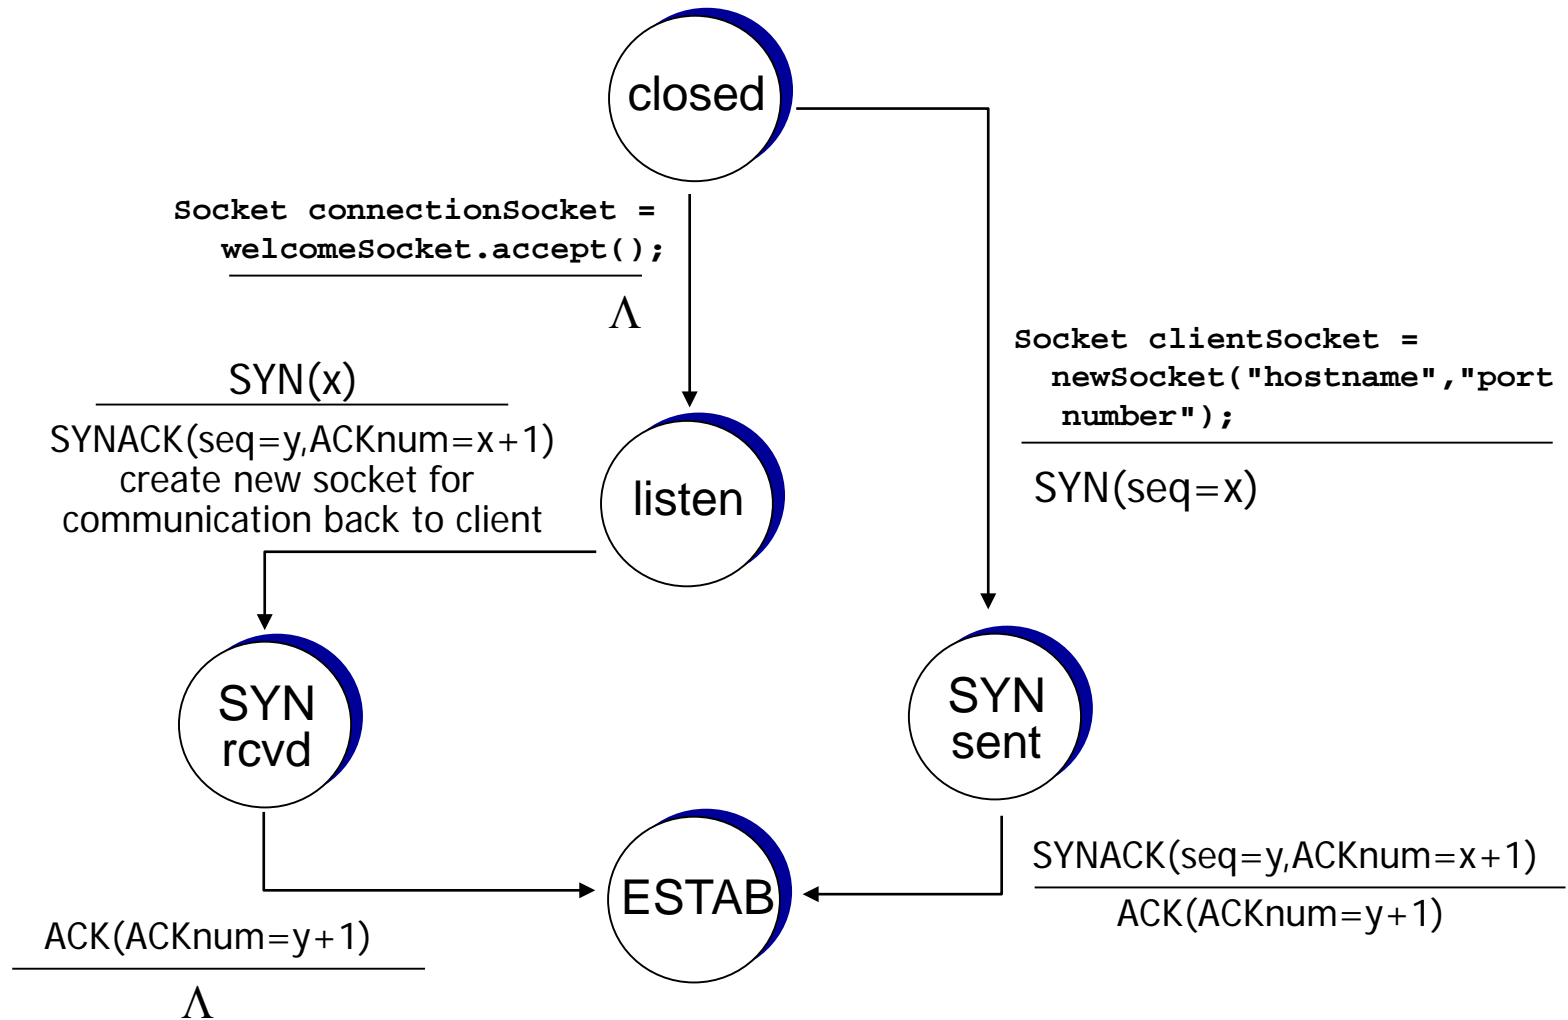 closed
Socket connectionSocket =
welcomeSocket.accept();
Λ
Socket clientSocket =
newSocket("hostname","port
number");
SYN(seq=x)
SYN(x)
SYNACK(seq=y,ACKnum=x+1)
create new socket for
communication back to client
listen
SYN
rcvd
SYN
sent
ESTAB
SYNACK(seq=y,ACKnum=x+1)
ACK(ACKnum=y+1)
ACK(ACKnum=y+1)
Λ